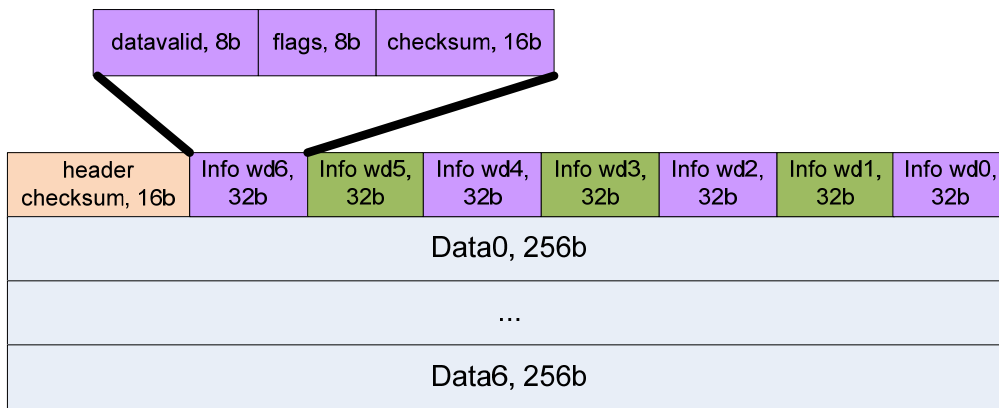 datavalid, 8b
flags, 8b
checksum, 16b
header
checksum, 16b
Info wd6,
32b
Info wd5,
32b
Info wd4,
32b
Info wd3,
32b
Info wd2,
32b
Info wd1,
32b
Info wd0,
32b
Data0, 256b
...
Data6, 256b